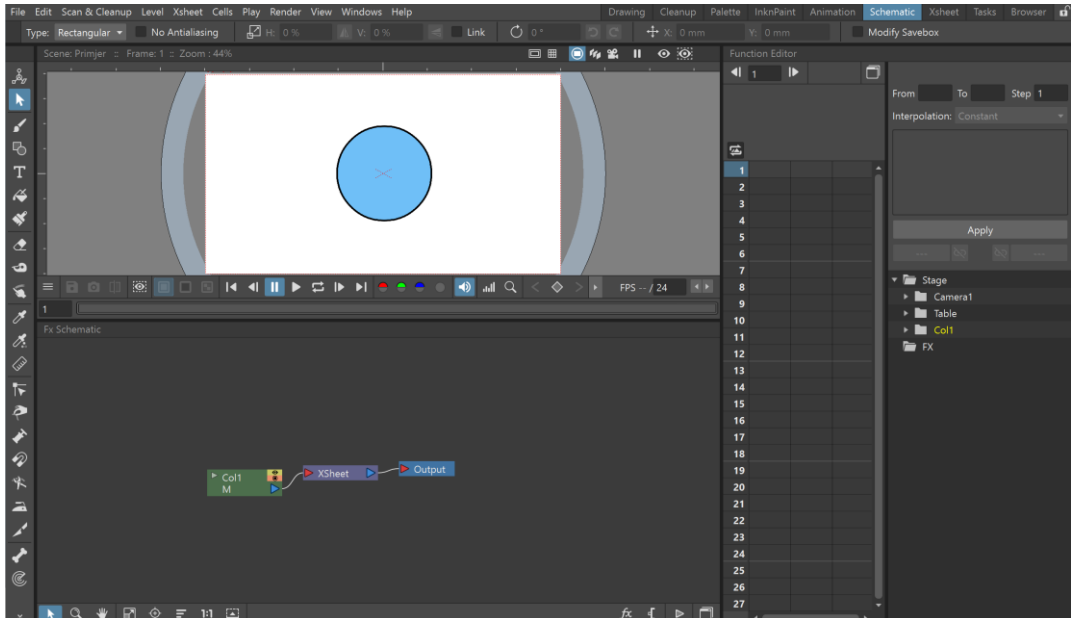 File Edit Scan & Cleanup Level Xsheet Cells Play Render View Windows Help Drawing Cleanup Palette InknPaint Animation Schematic Xsheet Tasks Browser
Type: Rectangular No Antialiasing H: 0 % V: 0 % Link 0 ° X: 0 mm Y: 0 mm Modify Savebox
Scene: Primjer :: Frame: 1 :: Zoom : 44% Function Editor
1
From To Step 1
Interpolation: Constant
Apply
--- ---
FPS -- / 24
1
Fx Schematic
Col1
M
XSheet
Output
1:1
fx
1
2
3
4
5
6
7
8
9
10
11
12
13
14
15
16
17
18
19
20
21
22
23
24
25
26
27
Stage
Camera1
Table
Col1
FX